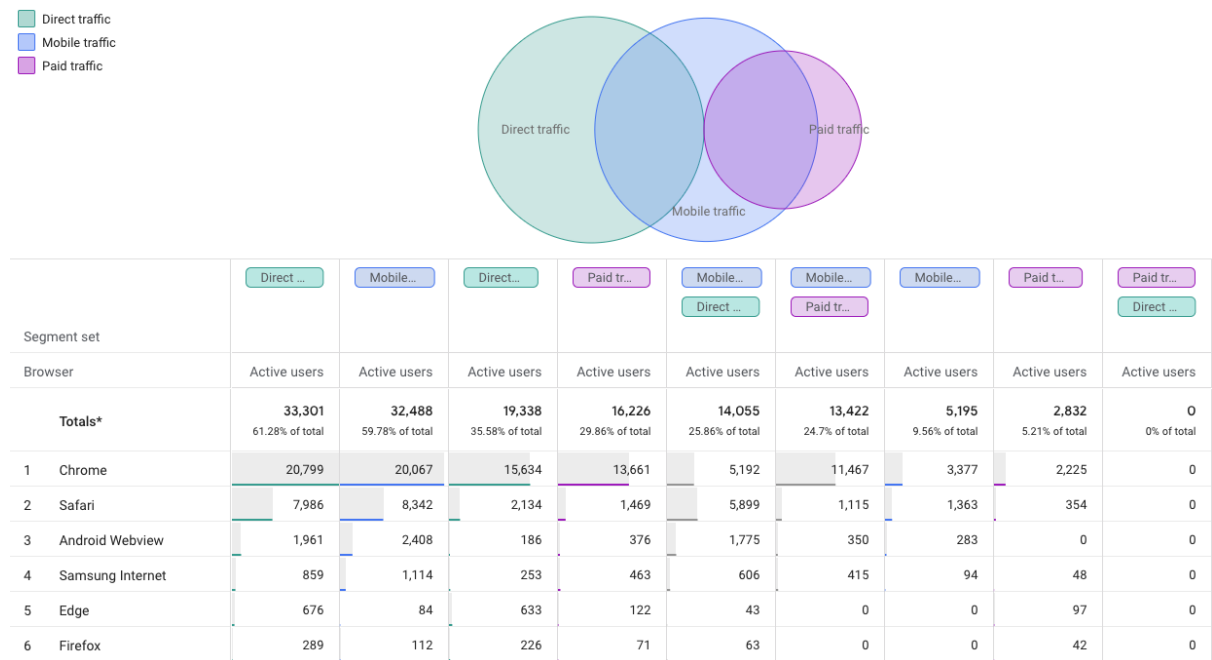 Direct traffic
Mobile traffic
Paid traffic
Direct traffic
Paid traffic
Mobile traffic
Direct ... Mobile... Direct... Paid tr... Mobile... Mobile... Mobile... Paid t... Paid tr...
Direct ... Paid tr... Direct ...
Segment set
Browser Active users Active users Active users Active users Active users Active users Active users Active users Active users
Totals* 33,301 32,488 19,338 16,226 14,055 13,422 5,195 2,832 0
61.28% of total 59.78% of total 35.58% of total 29.86% of total 25.86% of total 24.7% of total 9.56% of total 5.21% of total 0% of total
1 Chrome 20,799 20,067 15,634 13,661 5,192 11,467 3,377 2,225 0
2 Safari 7,986 8,342 2,134 1,469 5,899 1,115 1,363 354 0
3 Android Webview 1,961 2,408 186 376 1,775 350 283 0 0
4 Samsung Internet 859 1,114 253 463 606 415 94 48 0
5 Edge 676 84 633 122 43 0 0 97 0
6 Firefox 289 112 226 71 63 0 0 42 0